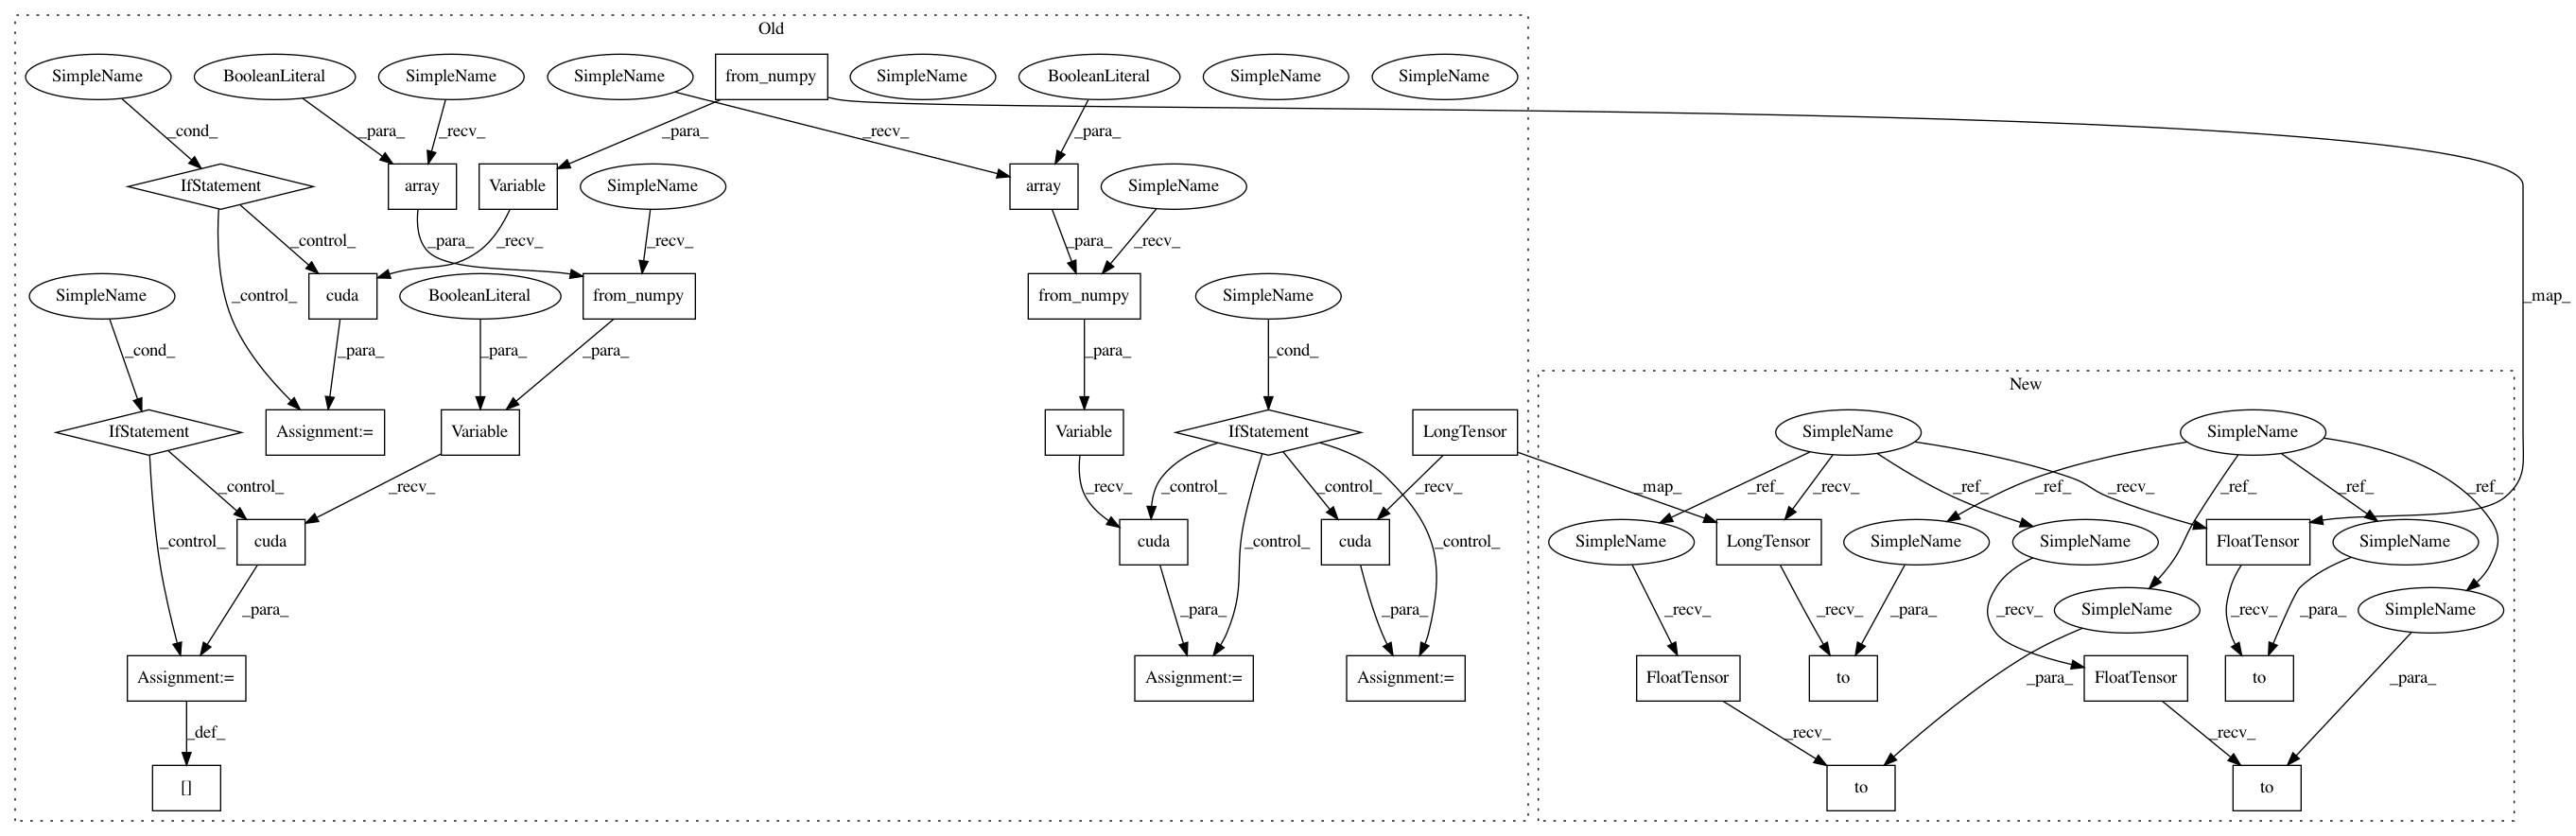 Old
SimpleName BooleanLiteral SimpleName SimpleName from_numpy SimpleName BooleanLiteral SimpleName SimpleName
_cond_ _para_ _recv_ _para_ _recv_ _para_
IfStatement array Variable SimpleName array SimpleName
_control_ _para_ _recv_ _recv_ _para_ _recv_
SimpleName _control_ cuda BooleanLiteral from_numpy from_numpy SimpleName _map_
_cond_ _para_ _para_ _para_ _para_ _cond_
New
IfStatement Assignment:= Variable Variable IfStatement LongTensor SimpleName SimpleName
_control_ _recv_ _recv_ _control_ _control_ _recv_ _map_ _ref_ _recv_ _ref_ _ref_ _recv_ _ref_ _ref_ _ref_
_control_ cuda cuda _control_ cuda _control_ SimpleName LongTensor SimpleName SimpleName FloatTensor SimpleName
_para_ _para_ _para_ _recv_ _recv_ _para_ _recv_ SimpleName _recv_ _para_ SimpleName
Assignment:= Assignment:= Assignment:= FloatTensor to _para_ FloatTensor to _para_
_def_ _recv_ _recv_
[] to to